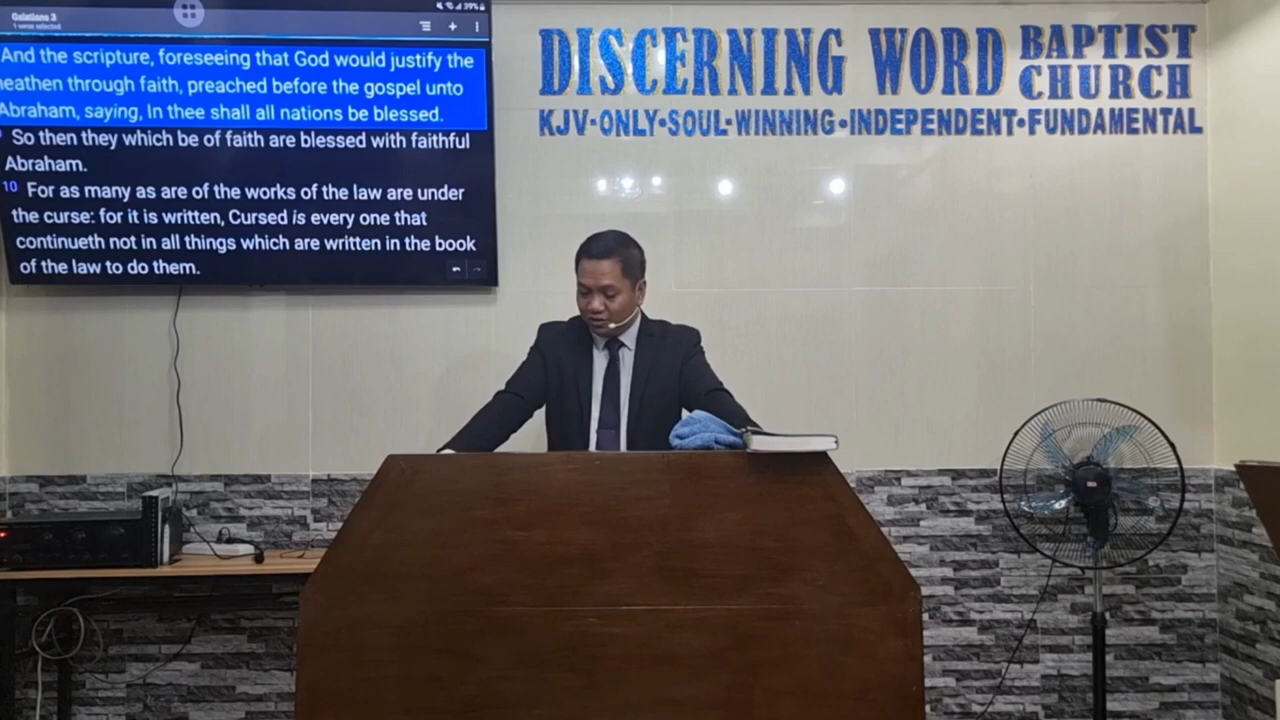 Galatians 3
1 verse selected
39%
And the scripture, foreseeing that God would justify the
heathen through faith, preached before the gospel unto
Abraham, saying, In thee shall all nations be blessed.
So then they which be of faith are blessed with faithful
Abraham.
10 For as many as are of the works of the law are under
the curse: for it is written, Cursed is every one that
continueth not in all things which are written in the book
of the law to do them.
DISCERNING WORD BAPTIST
CHURCH
KJV-ONLY•SOUL-WINNING•INDEPENDENT•FUNDAMENTAL